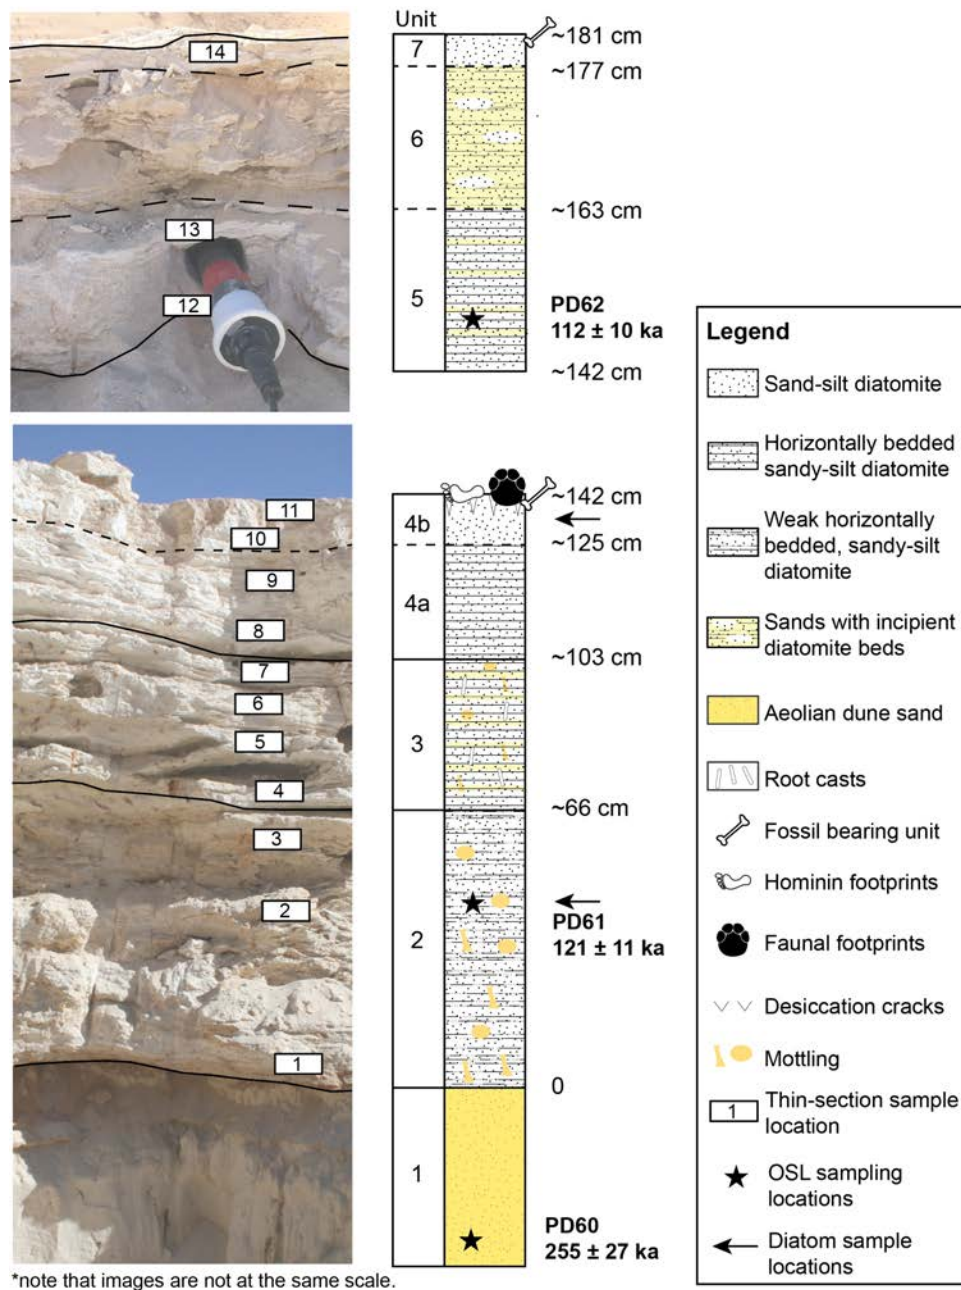 Unit
14
7
~181 cm
~177 cm
6
~163 cm
13
5
12
PD62
112 ± 10 ka
~142 cm
11
10
9
8
7
6
5
4
3
2
1
~142 cm
4b
~125 cm
4a
~103 cm
3
~66 cm
2
PD61
121 ± 11 ka
0
1
PD60
255 ± 27 ka
Legend
Sand-silt diatomite
Horizontally bedded
sandy-silt diatomite
Weak horizontally
bedded, sandy-silt
diatomite
Sands with incipient
diatomite beds
Aeolian dune sand
Root casts
Fossil bearing unit
Hominin footprints
Faunal footprints
Desiccation cracks
Mottling
1
Thin-section sample
location
OSL sampling
locations
Diatom sample
locations
*note that images are not at the same scale.